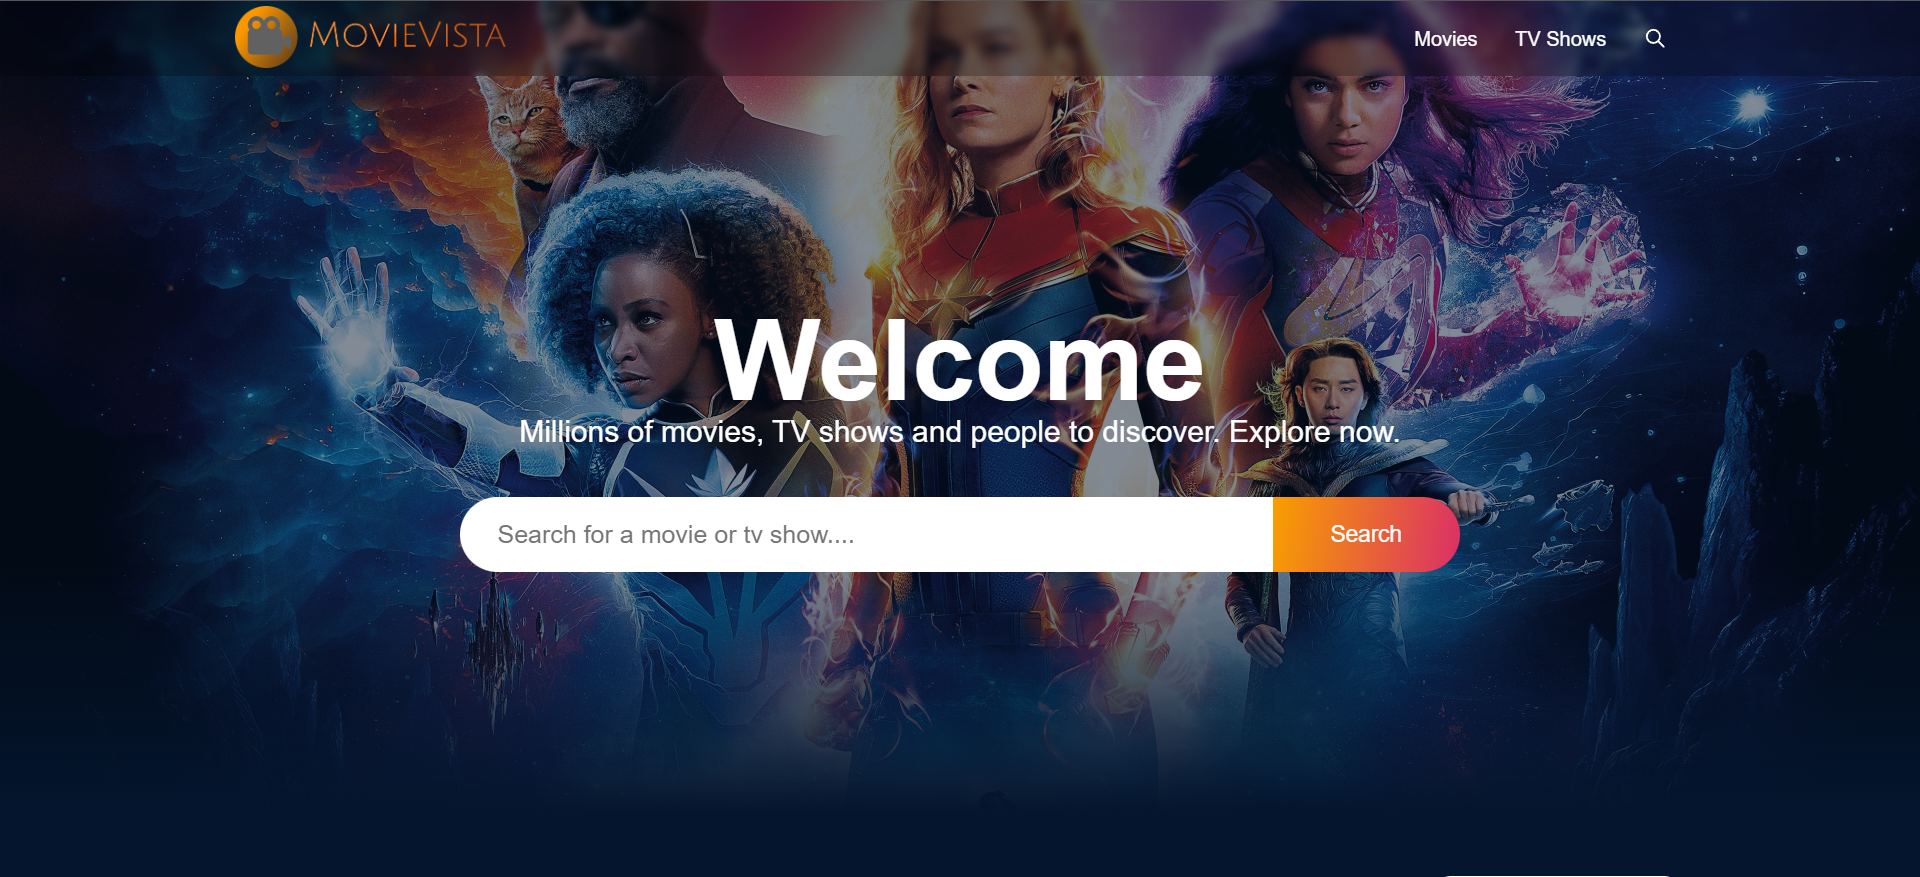 MOVIEVISTA
Movies
TV Shows
Welcome
Millions of movies, TV shows and people to discover. Explore now.
Search for a movie or tv show....
Search